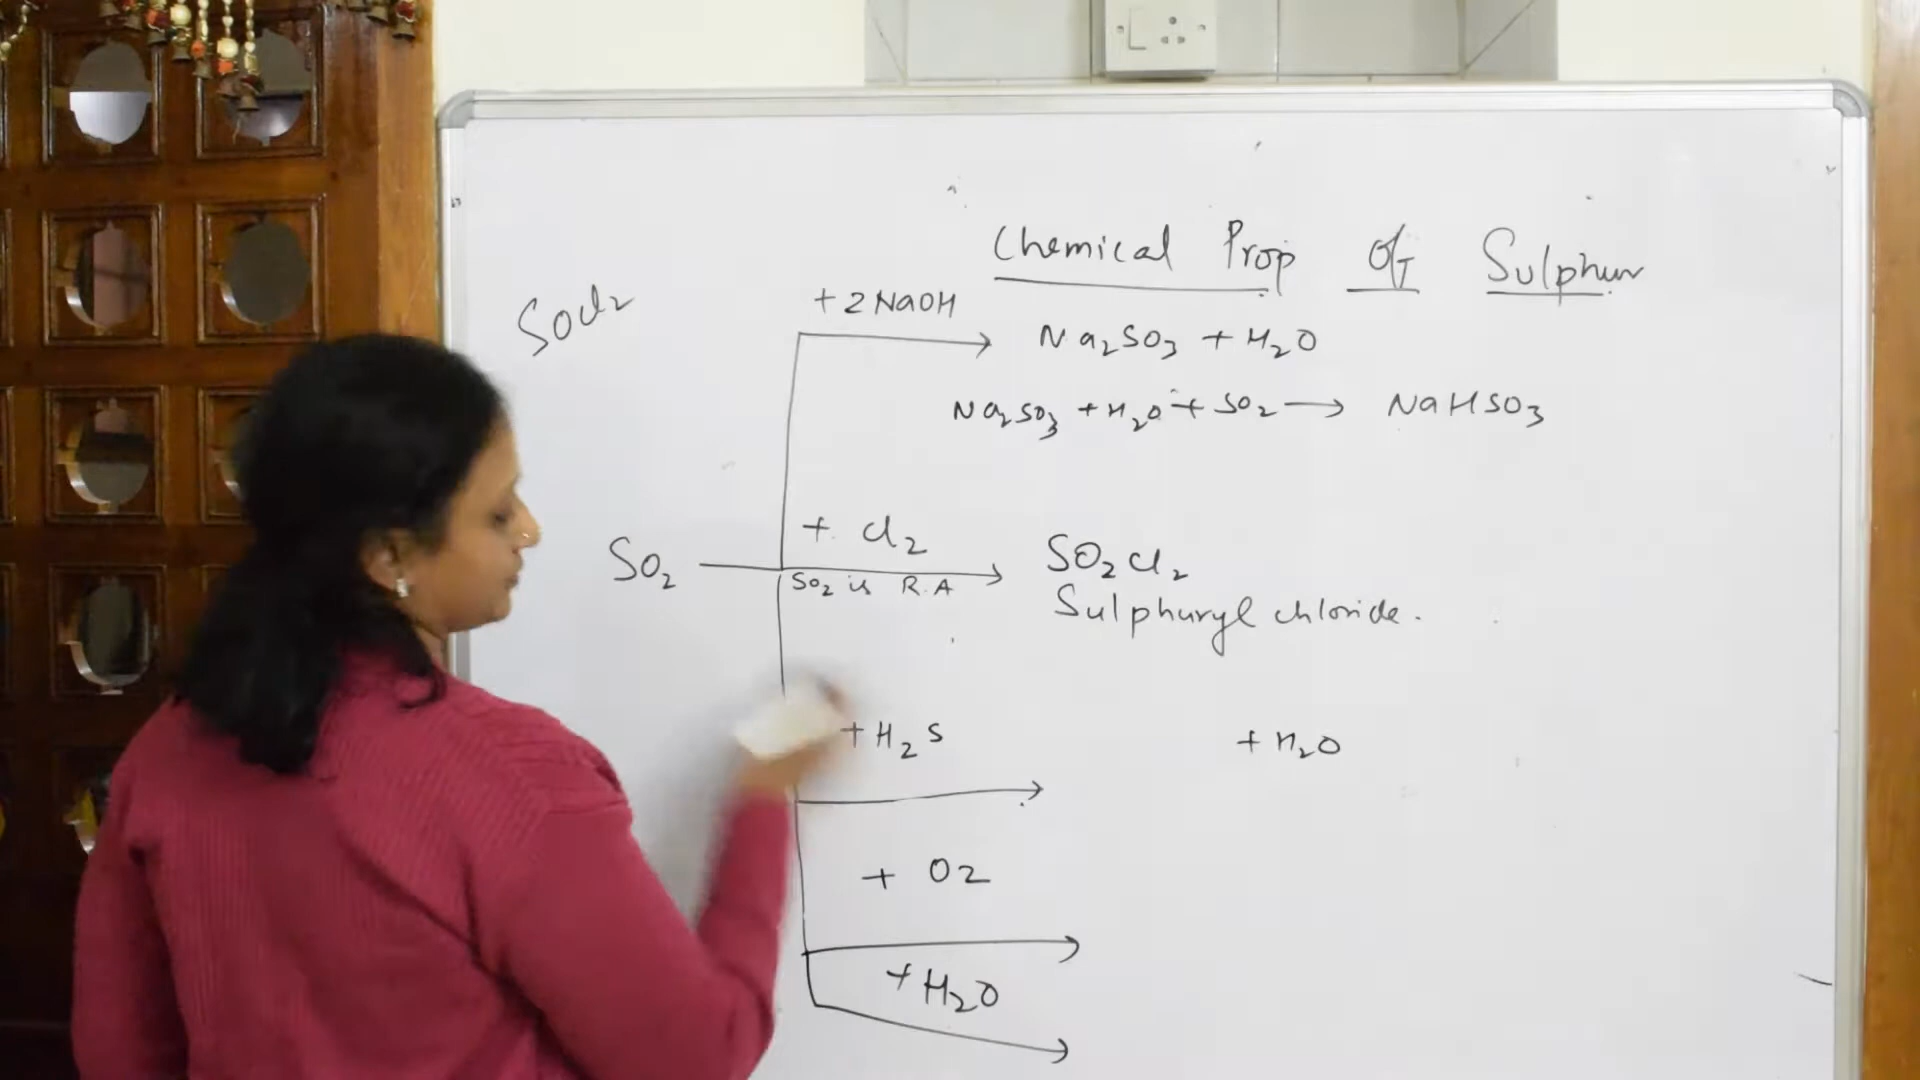 Chemical Prop of Sulphur
SOCl₂
+ 2 NaOH
Na₂SO₃ + H₂O
Na₂SO₃ + H₂O + SO₂ → NaHSO₃
+ Cl₂
SO₂ → SO₂Cl₂
SO₂ is R.A
Sulphuryl chloride.
+ H₂S
+ H₂O
+ O₂
+ H₂O